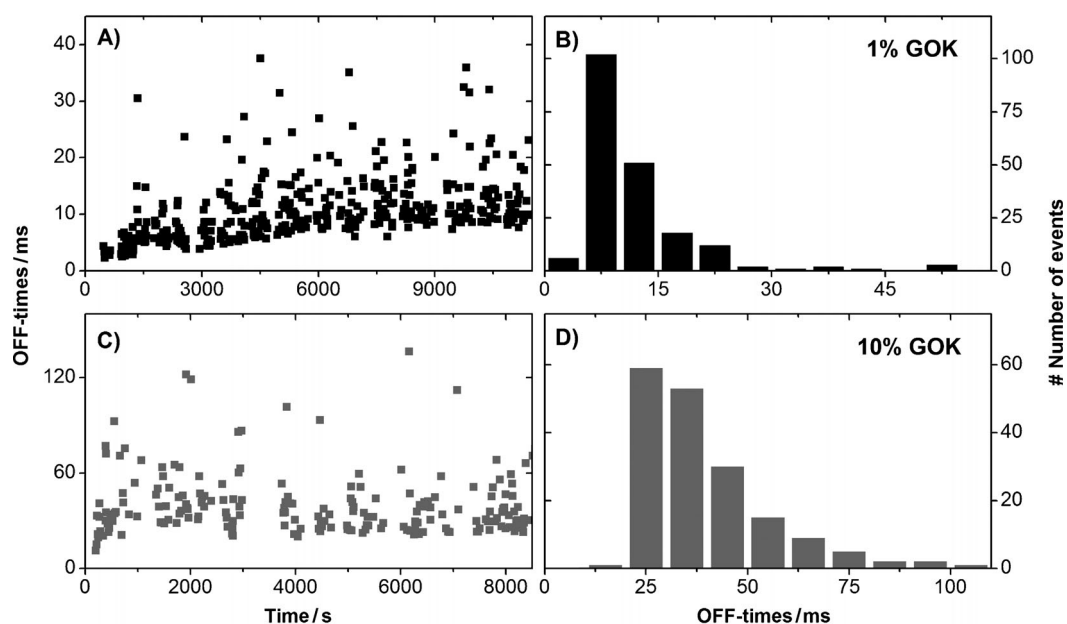 A)
40
30
20
10
0
0 3000 6000 9000
B)
1% GOK
100
75
50
25
0
0 15 30 45
OFF-times / ms
# Number of events
C)
120
60
0
0 2000 4000 6000 8000
Time / s
D)
10% GOK
60
40
20
0
0 25 50 75 100
OFF-times / ms